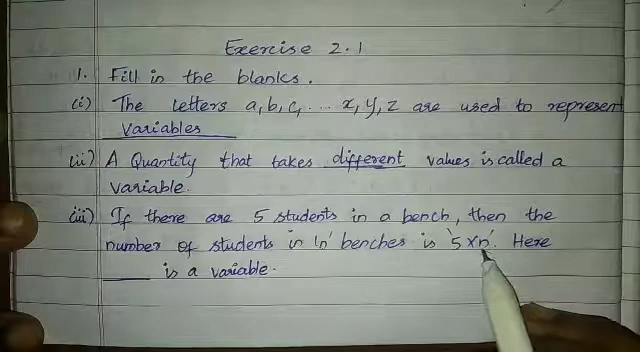 Exercise 2.1
1. Fill in the blanks.
(i) The letters a, b, c, ... x, y, z are used to represent
Variables
(ii) A Quantity that takes different values is called a
variable.
(iii) If there are 5 students in a bench, then the
number of students in 'n' benches is '5 x n'. Here
____ is a variable.